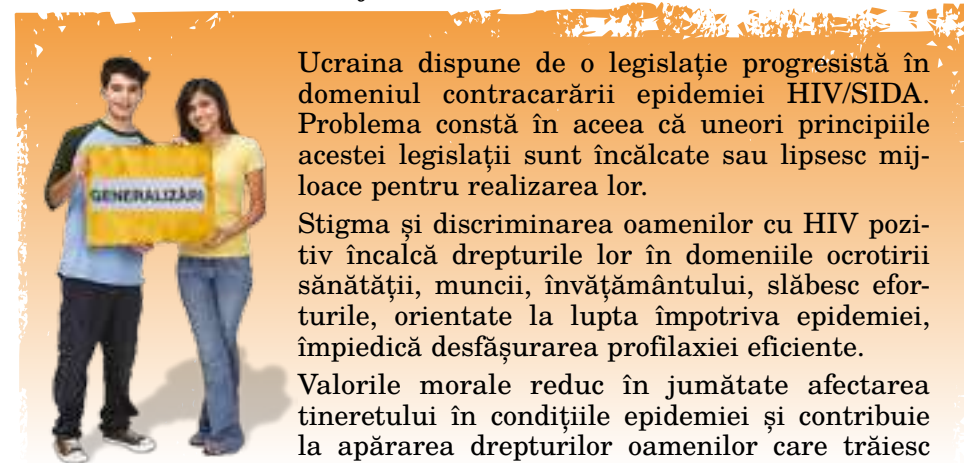 GENERALIZĂRI
Ucraina dispune de o legislație progresistă în
domeniul contracarării epidemiei HIV/SIDA.
Problema constă în aceea că uneori principiile
acestei legislații sunt încălcate sau lipsesc mij-
loace pentru realizarea lor.
Stigma și discriminarea oamenilor cu HIV pozi-
tiv încalcă drepturile lor în domeniile ocrotirii
sănătății, muncii, învățământului, slăbesc efor-
turile, orientate la lupta împotriva epidemiei,
împiedică desfășurarea profilaxiei eficiente.
Valorile morale reduc în jumătate afectarea
tineretului în condițiile epidemiei și contribuie
la apărarea drepturilor oamenilor care trăiesc